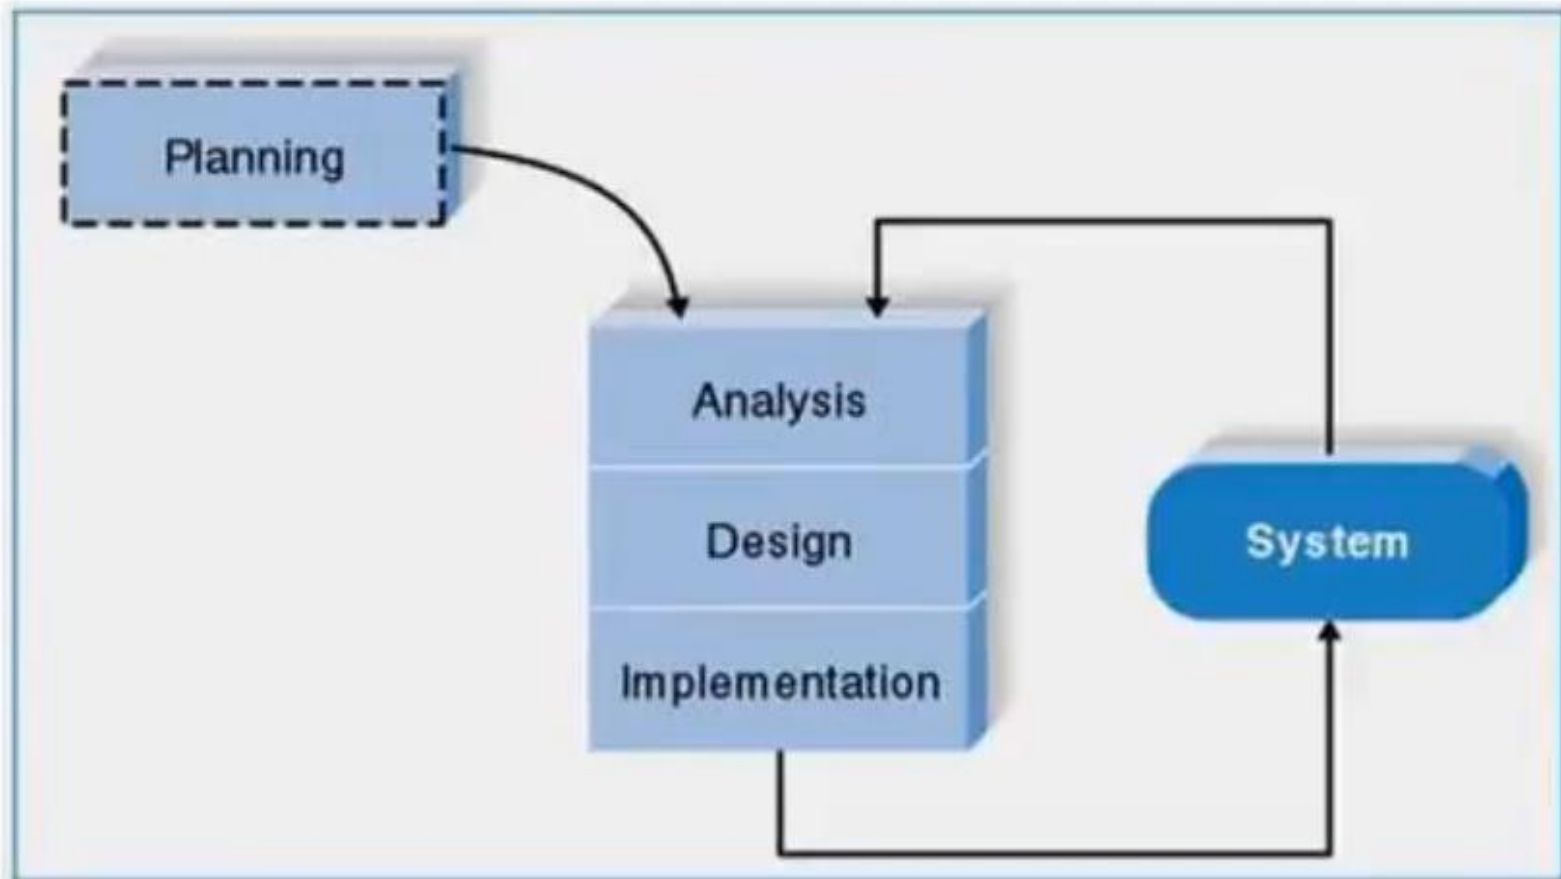 Planning
Analysis
Design
System
Implementation